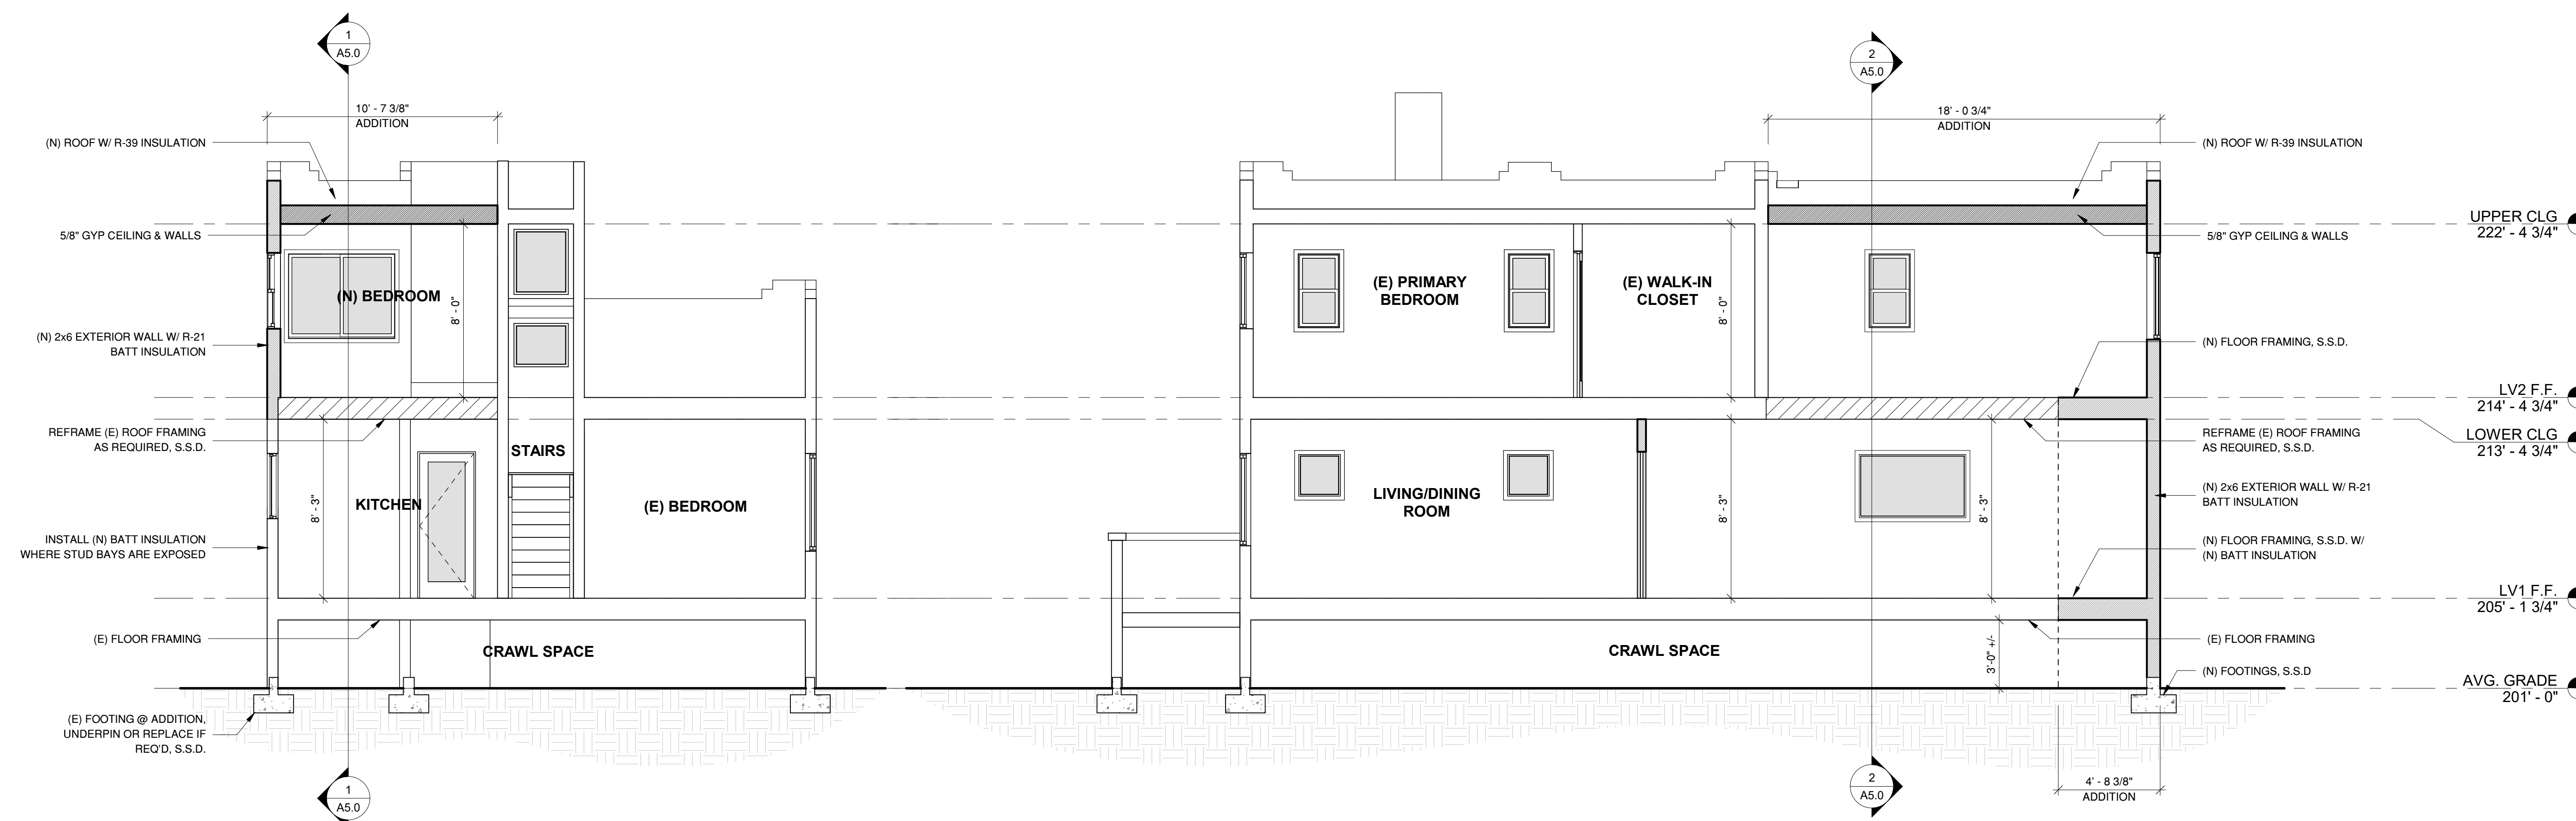 1
A5.0
2
A5.0
10' - 7 3/8"
ADDITION
18' - 0 3/4"
ADDITION
(N) ROOF W/ R-39 INSULATION
5/8" GYP CEILING & WALLS
(N) 2x6 EXTERIOR WALL W/ R-21
BATT INSULATION
REFRAME (E) ROOF FRAMING
AS REQUIRED, S.S.D.
INSTALL (N) BATT INSULATION
WHERE STUD BAYS ARE EXPOSED
(E) FLOOR FRAMING
(E) FOOTING @ ADDITION,
UNDERPIN OR REPLACE IF
REQ'D, S.S.D.
(N) BEDROOM
8' - 0"
STAIRS
KITCHEN
8' - 3"
(E) BEDROOM
CRAWL SPACE
1
A5.0
(E) PRIMARY
BEDROOM
(E) WALK-IN
CLOSET
8' - 0"
LIVING/DINING
ROOM
8' - 3"
8' - 3"
CRAWL SPACE
3'-0" +/-
(N) ROOF W/ R-39 INSULATION
5/8" GYP CEILING & WALLS
(N) FLOOR FRAMING, S.S.D.
REFRAME (E) ROOF FRAMING
AS REQUIRED, S.S.D.
(N) 2x6 EXTERIOR WALL W/ R-21
BATT INSULATION
(N) FLOOR FRAMING, S.S.D. W/
(N) BATT INSULATION
(E) FLOOR FRAMING
(N) FOOTINGS, S.S.D
2
A5.0
4' - 8 3/8"
ADDITION
UPPER CLG
222' - 4 3/4"
LV2 F.F.
214' - 4 3/4"
LOWER CLG
213' - 4 3/4"
LV1 F.F.
205' - 1 3/4"
AVG. GRADE
201' - 0"